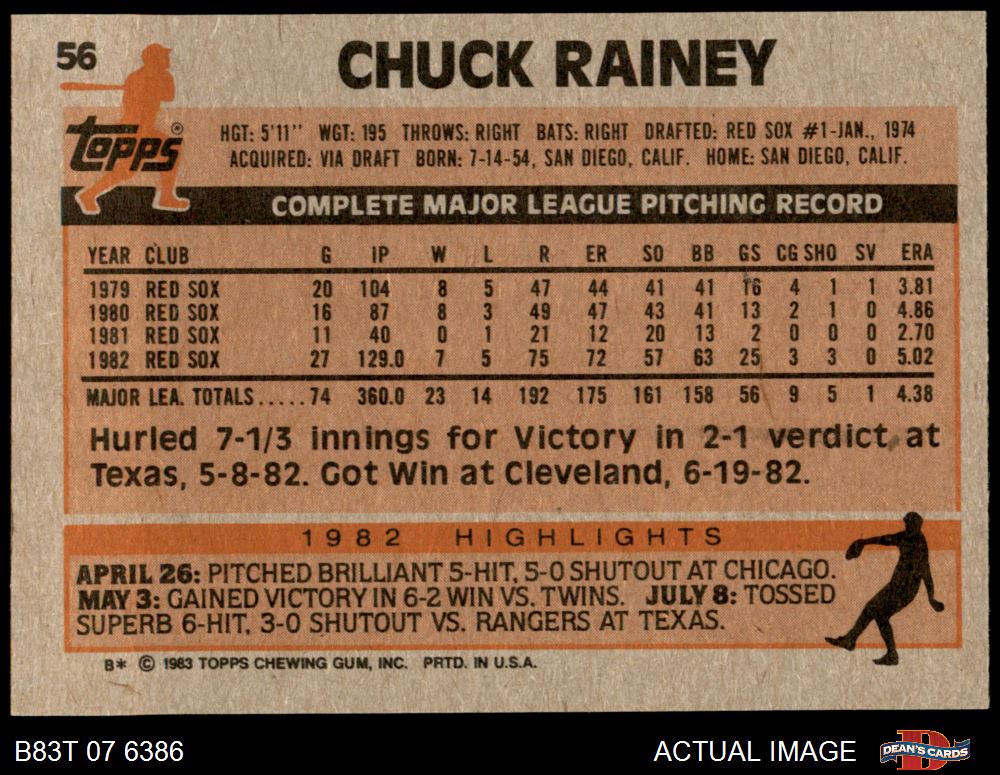 56
CHUCK RAINEY
Topps®
HGT: 5'11" WGT: 195 THROWS: RIGHT BATS: RIGHT DRAFTED: RED SOX #1-JAN., 1974
ACQUIRED: VIA DRAFT BORN: 7-14-54, SAN DIEGO, CALIF. HOME: SAN DIEGO, CALIF.
COMPLETE MAJOR LEAGUE PITCHING RECORD
YEAR CLUB G IP W L R ER SO BB GS CG SHO SV ERA
1979 RED SOX 20 104 8 5 47 44 41 41 16 4 1 1 3.81
1980 RED SOX 16 87 8 3 49 47 43 41 13 2 1 0 4.86
1981 RED SOX 11 40 0 1 21 12 20 13 2 0 0 0 2.70
1982 RED SOX 27 129.0 7 5 75 72 57 63 25 3 3 0 5.02
MAJOR LEA. TOTALS.....74 360.0 23 14 192 175 161 158 56 9 5 1 4.38
Hurled 7-1/3 innings for Victory in 2-1 verdict at
Texas, 5-8-82. Got Win at Cleveland, 6-19-82.
1982 HIGHLIGHTS
APRIL 26: PITCHED BRILLIANT 5-HIT, 5-0 SHUTOUT AT CHICAGO.
MAY 3: GAINED VICTORY IN 6-2 WIN VS. TWINS. JULY 8: TOSSED
SUPERB 6-HIT, 3-0 SHUTOUT VS. RANGERS AT TEXAS.
B* © 1983 TOPPS CHEWING GUM, INC. PRTD. IN U.S.A.
B83T 07 6386
ACTUAL IMAGE
DEAN'S CARDS